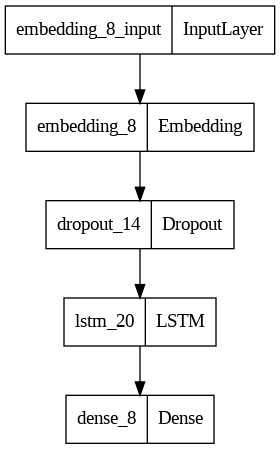 embedding_8_input InputLayer
embedding_8 Embedding
dropout_14 Dropout
lstm_20 LSTM
dense_8 Dense